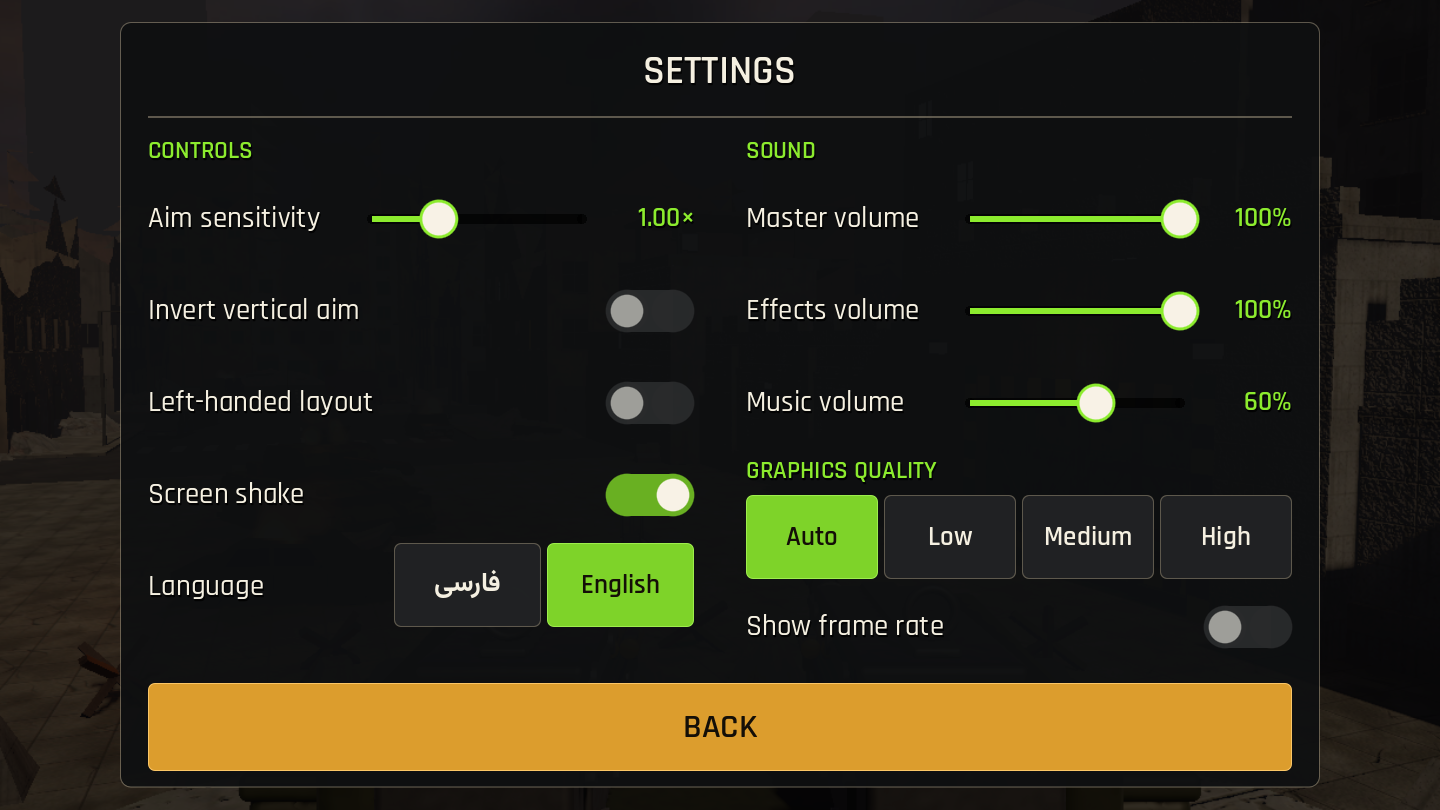 SETTINGS
CONTROLS
Aim sensitivity 1.00×
Invert vertical aim
Left-handed layout
Screen shake
Language فارسی English
SOUND
Master volume 100%
Effects volume 100%
Music volume 60%
GRAPHICS QUALITY
Auto Low Medium High
Show frame rate
BACK